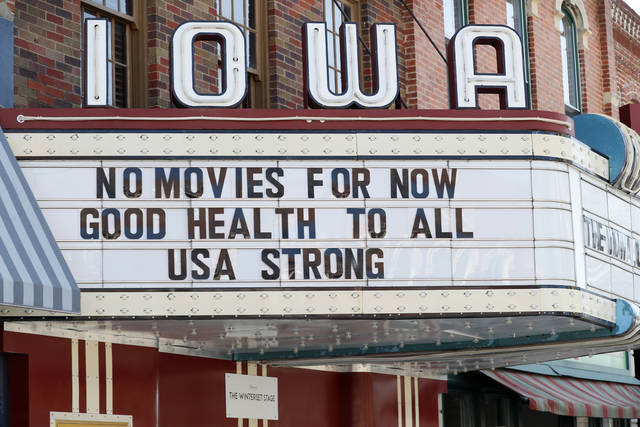 IOWA
NO MOVIES FOR NOW
GOOD HEALTH TO ALL
USA STRONG
THE WINTERSET STAGE